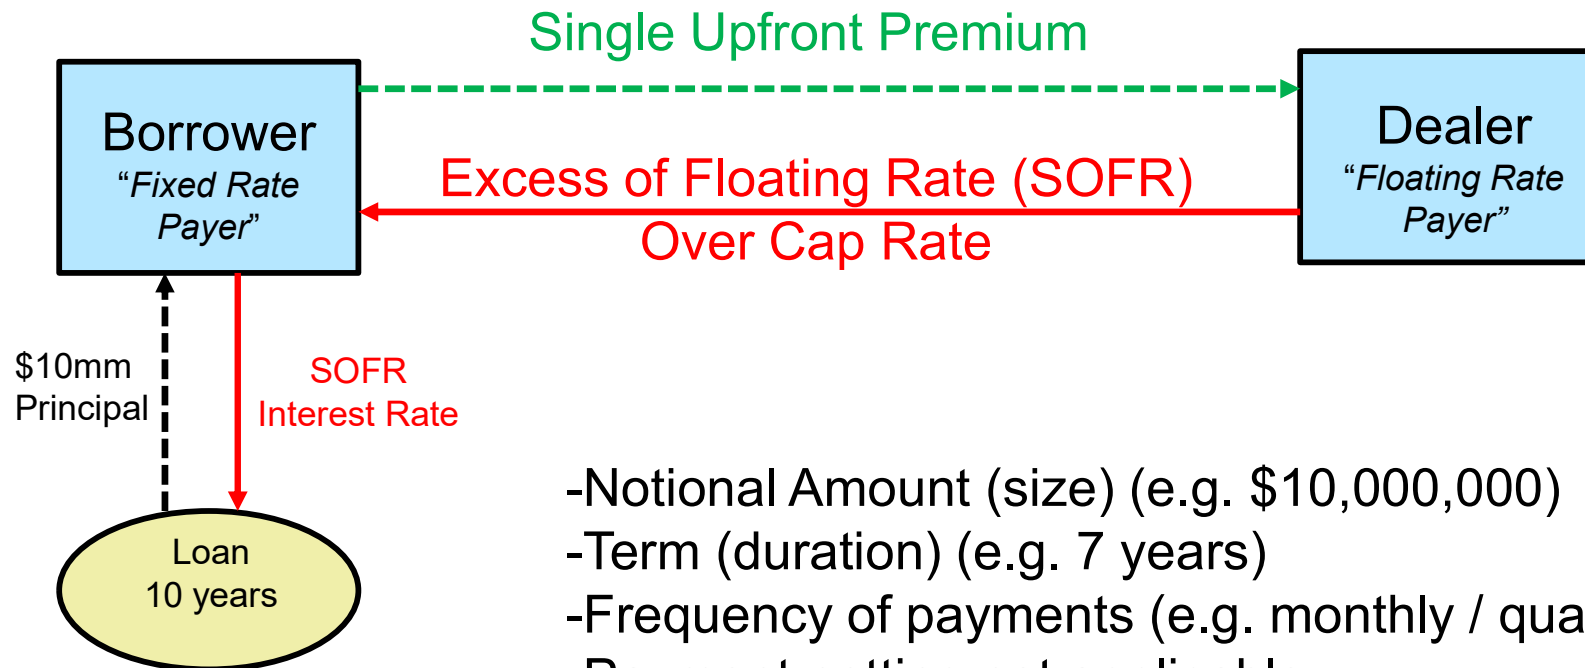 Single Upfront Premium
Borrower
“Fixed Rate
Payer”
Dealer
“Floating Rate
Payer”
Excess of Floating Rate (SOFR)
Over Cap Rate
$10mm
Principal
SOFR
Interest Rate
Loan
10 years
-Notional Amount (size) (e.g. $10,000,000)
-Term (duration) (e.g. 7 years)
-Frequency of payments (e.g. monthly / qua